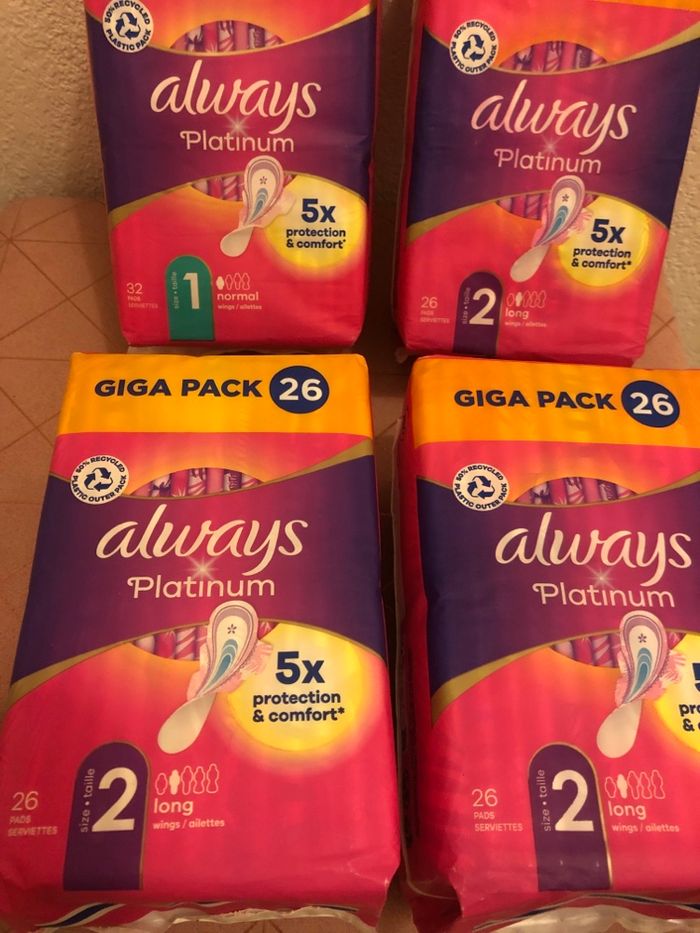 50% RECYCLED
PLASTIC PACK
always
Platinum
5x
protection
& comfort*
32
PADS
SERVIETTES
size • taille
1
normal
wings / ailettes
50% RECYCLED
PLASTIC OUTER PACK
always
Platinum
5x
protection
& comfort*
26
PADS
SERVIETTES
size • taille
2
long
wings / ailettes
GIGA PACK 26
50% RECYCLED
PLASTIC OUTER PACK
always
Platinum
5x
protection
& comfort*
26
PADS
SERVIETTES
size • taille
2
long
wings / ailettes
GIGA PACK 26
50% RECYCLED
PLASTIC OUTER PACK
always
Platinum
26
PADS
SERVIETTES
size • taille
2
long
wings / ailettes